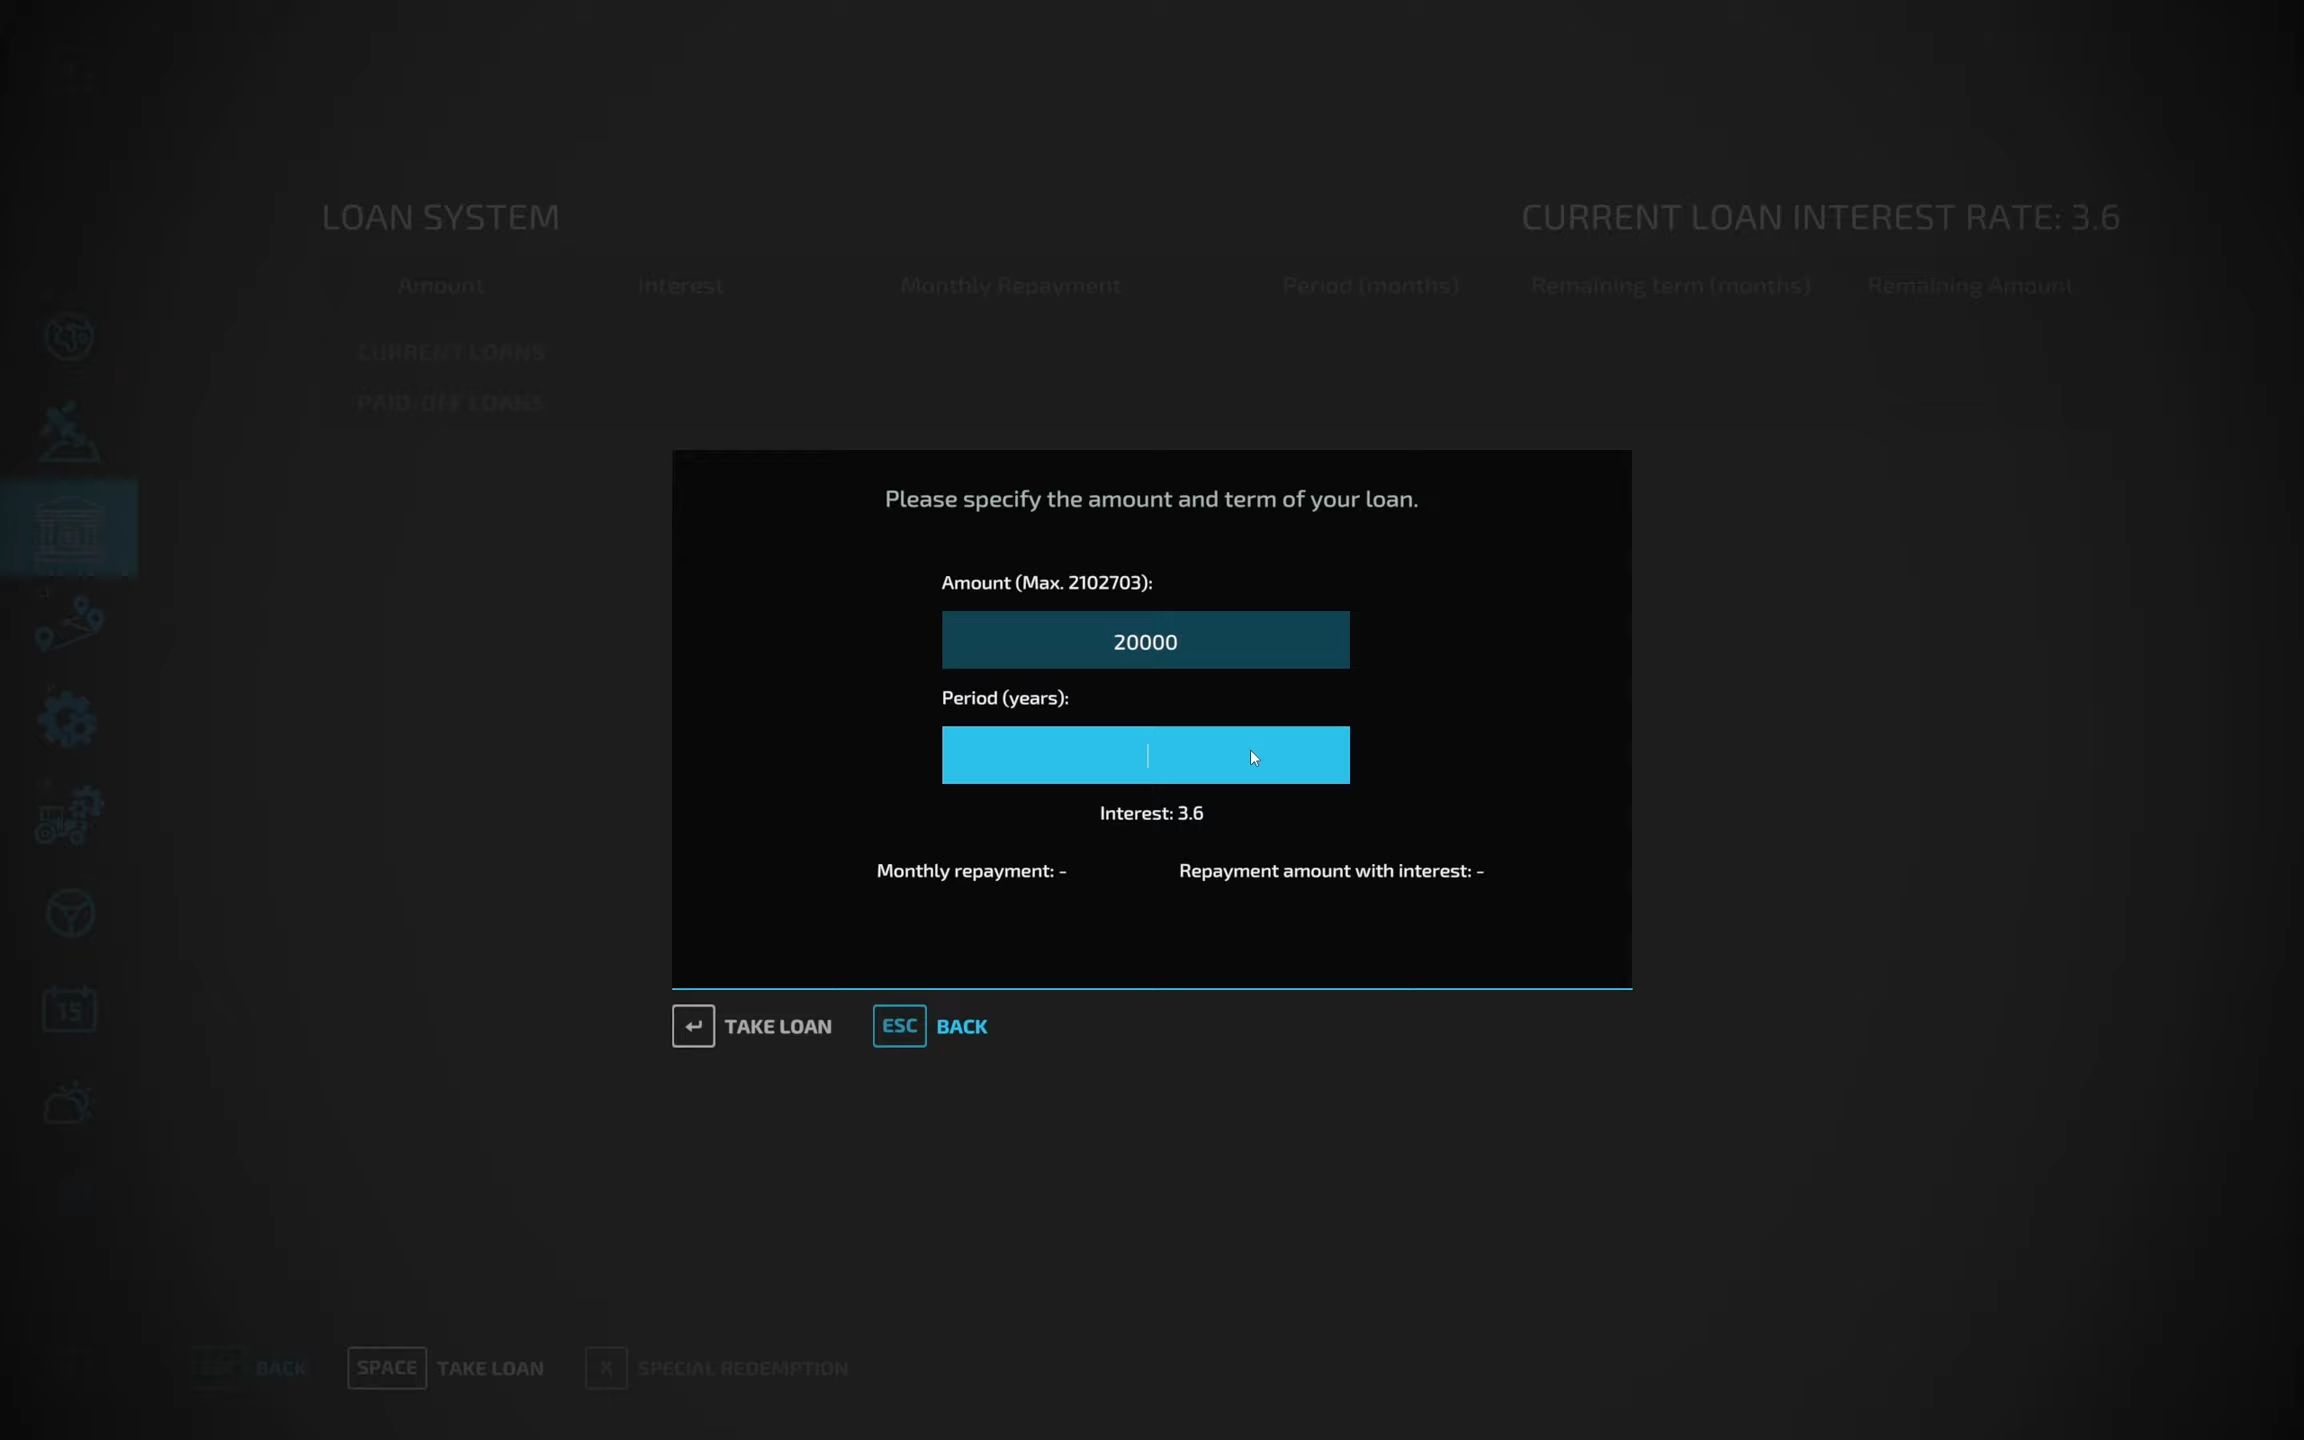 LOAN SYSTEM
CURRENT LOAN INTEREST RATE: 3.6
Amount Interest Monthly Repayment Period (months) Remaining term (months) Remaining Amount
CURRENT LOANS
PAID-OFF LOANS
Please specify the amount and term of your loan.
Amount (Max. 2102703):
20000
Period (years):
Interest: 3.6
Monthly repayment: - Repayment amount with interest: -
TAKE LOAN ESC BACK
15
ESC BACK SPACE TAKE LOAN X SPECIAL REDEMPTION